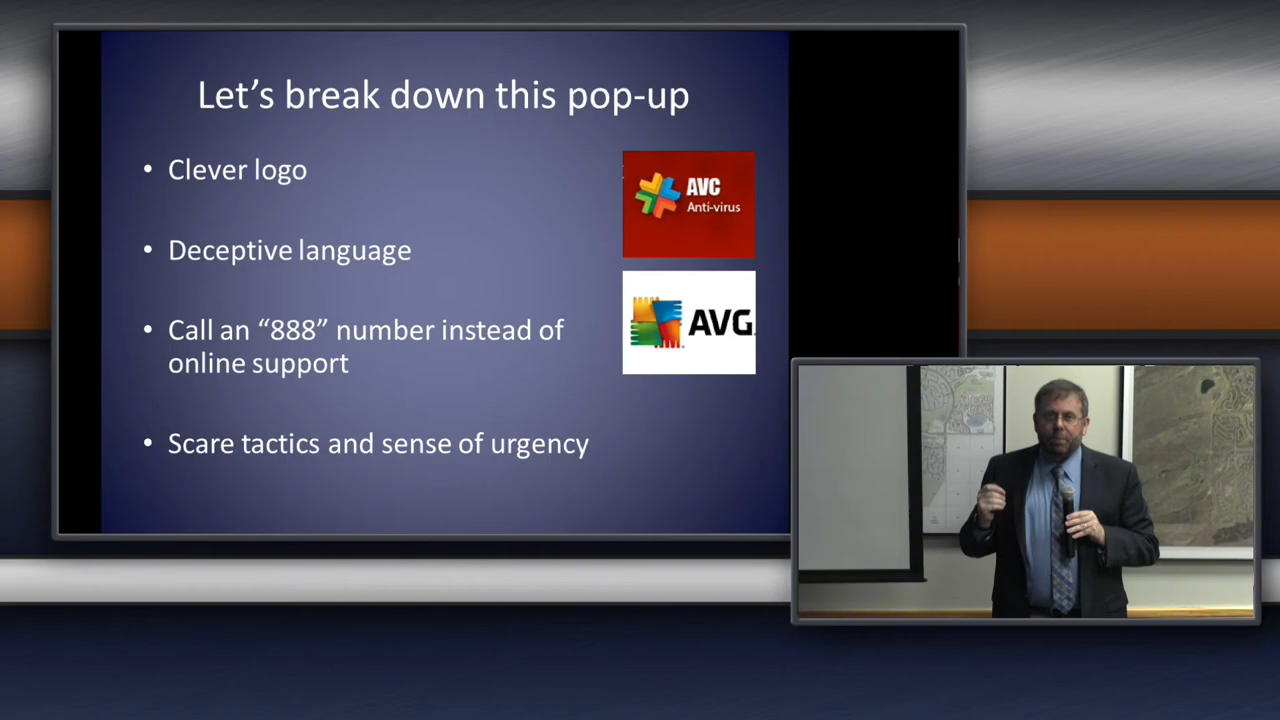 Let’s break down this pop-up
• Clever logo
• Deceptive language
• Call an “888” number instead of
online support
• Scare tactics and sense of urgency
AVC
Anti-virus
AVG